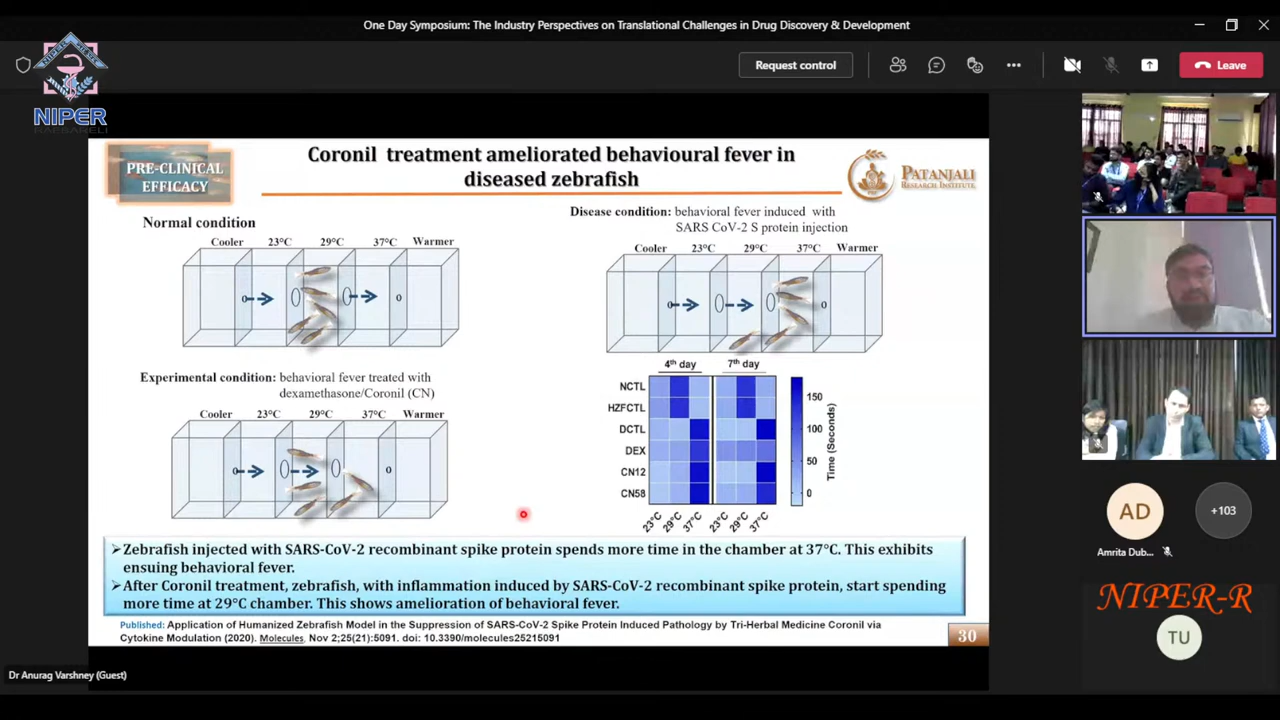 One Day Symposium: The Industry Perspectives on Translational Challenges in Drug Discovery & Development
Request control
Leave
NIPER
RAEBARELI
PRE-CLINICAL
EFFICACY
Coronil treatment ameliorated behavioural fever in
diseased zebrafish
PATANJALI
RESEARCH INSTITUTE
Normal condition
Cooler 23°C 29°C 37°C Warmer
Disease condition: behavioral fever induced with
SARS CoV-2 S protein injection
Cooler 23°C 29°C 37°C Warmer
Experimental condition: behavioral fever treated with
dexamethasone/Coronil (CN)
Cooler 23°C 29°C 37°C Warmer
4th day 7th day
NCTL
HZFCTL
DCTL
DEX
CN12
CN58
23°C 29°C 37°C 23°C 29°C 37°C
150
100
50
0
Time (Seconds)
➢Zebrafish injected with SARS-CoV-2 recombinant spike protein spends more time in the chamber at 37°C. This exhibits
ensuing behavioral fever.
➢After Coronil treatment, zebrafish, with inflammation induced by SARS-CoV-2 recombinant spike protein, start spending
more time at 29°C chamber. This shows amelioration of behavioral fever.
Published: Application of Humanized Zebrafish Model in the Suppression of SARS-CoV-2 Spike Protein Induced Pathology by Tri-Herbal Medicine Coronil via
Cytokine Modulation (2020). Molecules, Nov 2;25(21):5091. doi: 10.3390/molecules25215091
30
Dr Anurag Varshney (Guest)
AD
+103
Amrita Dub...
NIPER-R
TU